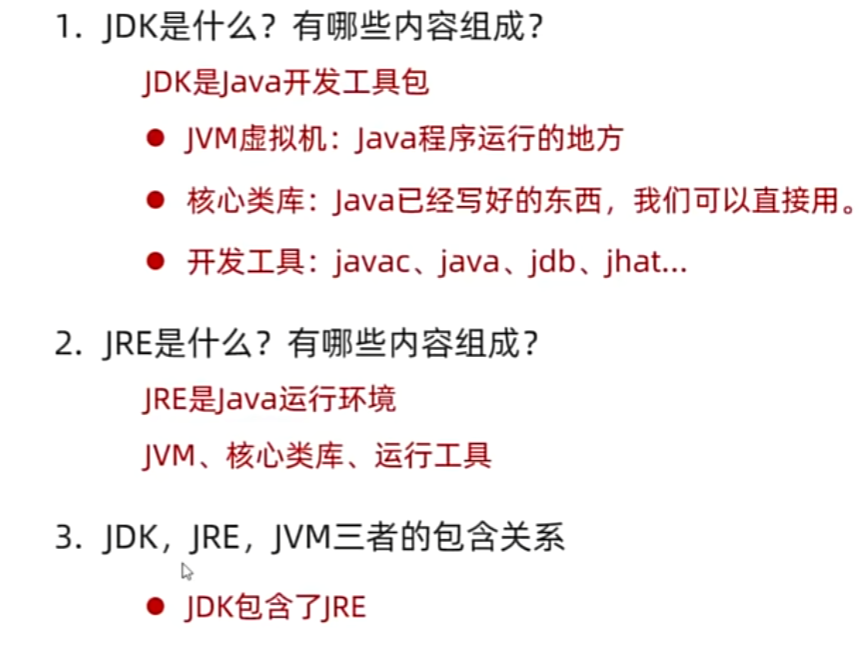 1. JDK是什么？有哪些内容组成？
JDK是Java开发工具包
● JVM虚拟机：Java程序运行的地方
● 核心类库：Java已经写好的东西，我们可以直接用。
● 开发工具：javac、java、jdb、jhat...
2. JRE是什么？有哪些内容组成？
JRE是Java运行环境
JVM、核心类库、运行工具
3. JDK，JRE，JVM三者的包含关系
● JDK包含了JRE